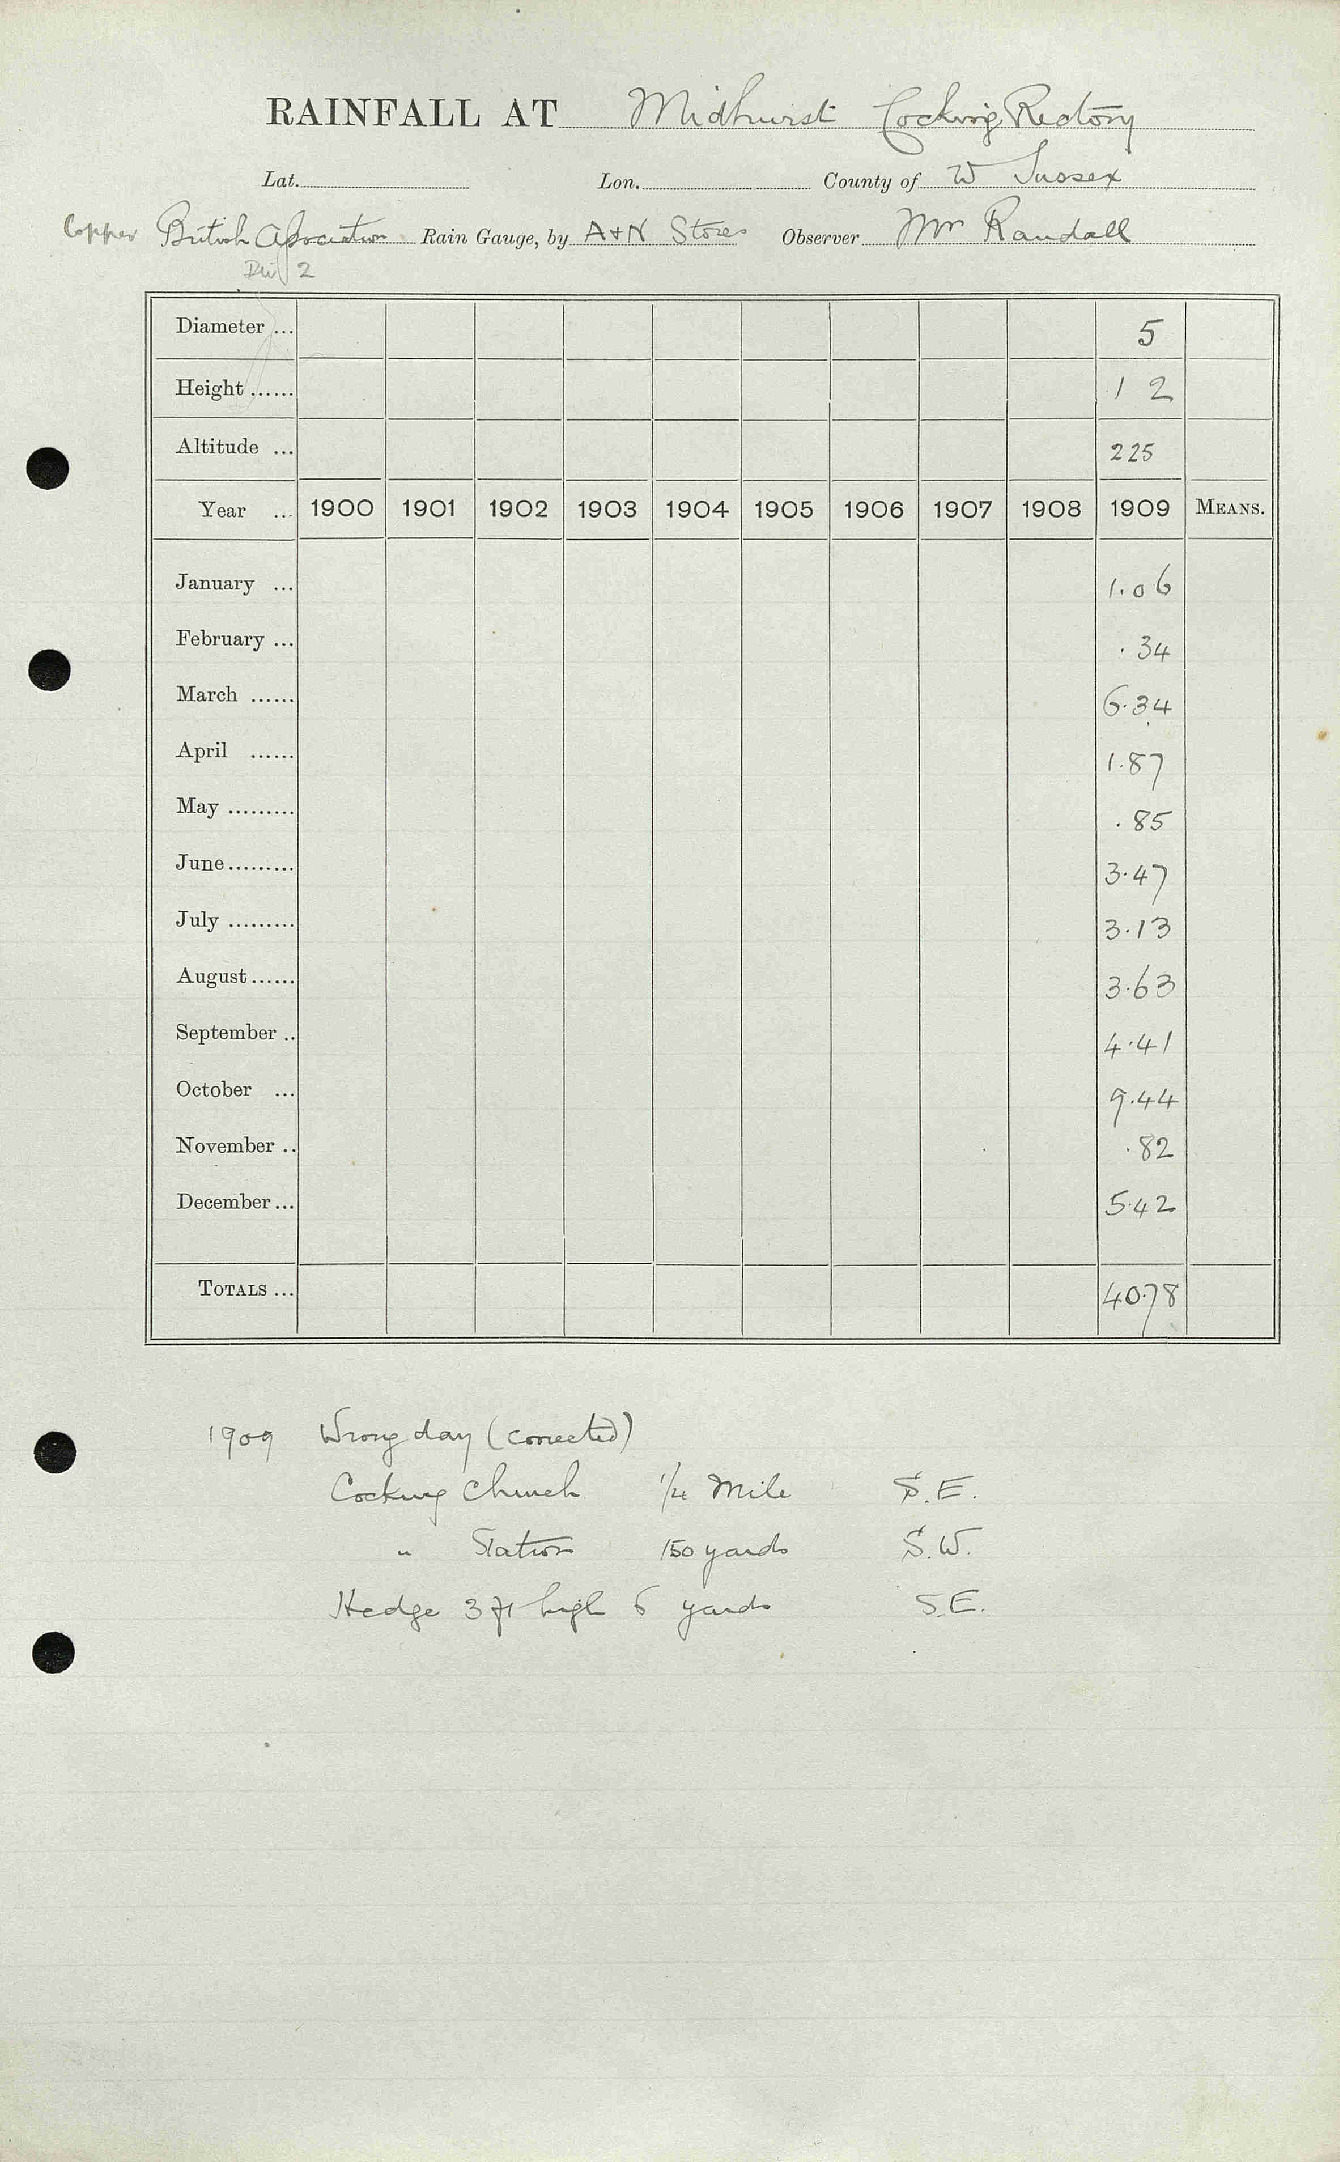 RAINFALL AT Midhurst Cocking Rectory
Lat. Lon. County of W Sussex
Copper British Association Rain Gauge, by A+N Stores Observer Mr Randall
Div 2
Diameter ... 5
Height ...... 1 2
Altitude ... 225
Year ... 1900 1901 1902 1903 1904 1905 1906 1907 1908 1909 MEANS.
January ... 1.06
February ... .34
March ...... 6.34
April ...... 1.87
May ......... .85
June ......... 3.47
July ......... 3.13
August ...... 3.63
September .. 4.41
October ... 9.44
November .. .82
December ... 5.42
TOTALS ... 40.78
1909 Wrong day (corrected)
Cocking Church 1/4 Mile S.E.
" Station 150 yards S.W.
Hedge 3 ft high 6 yards S.E.